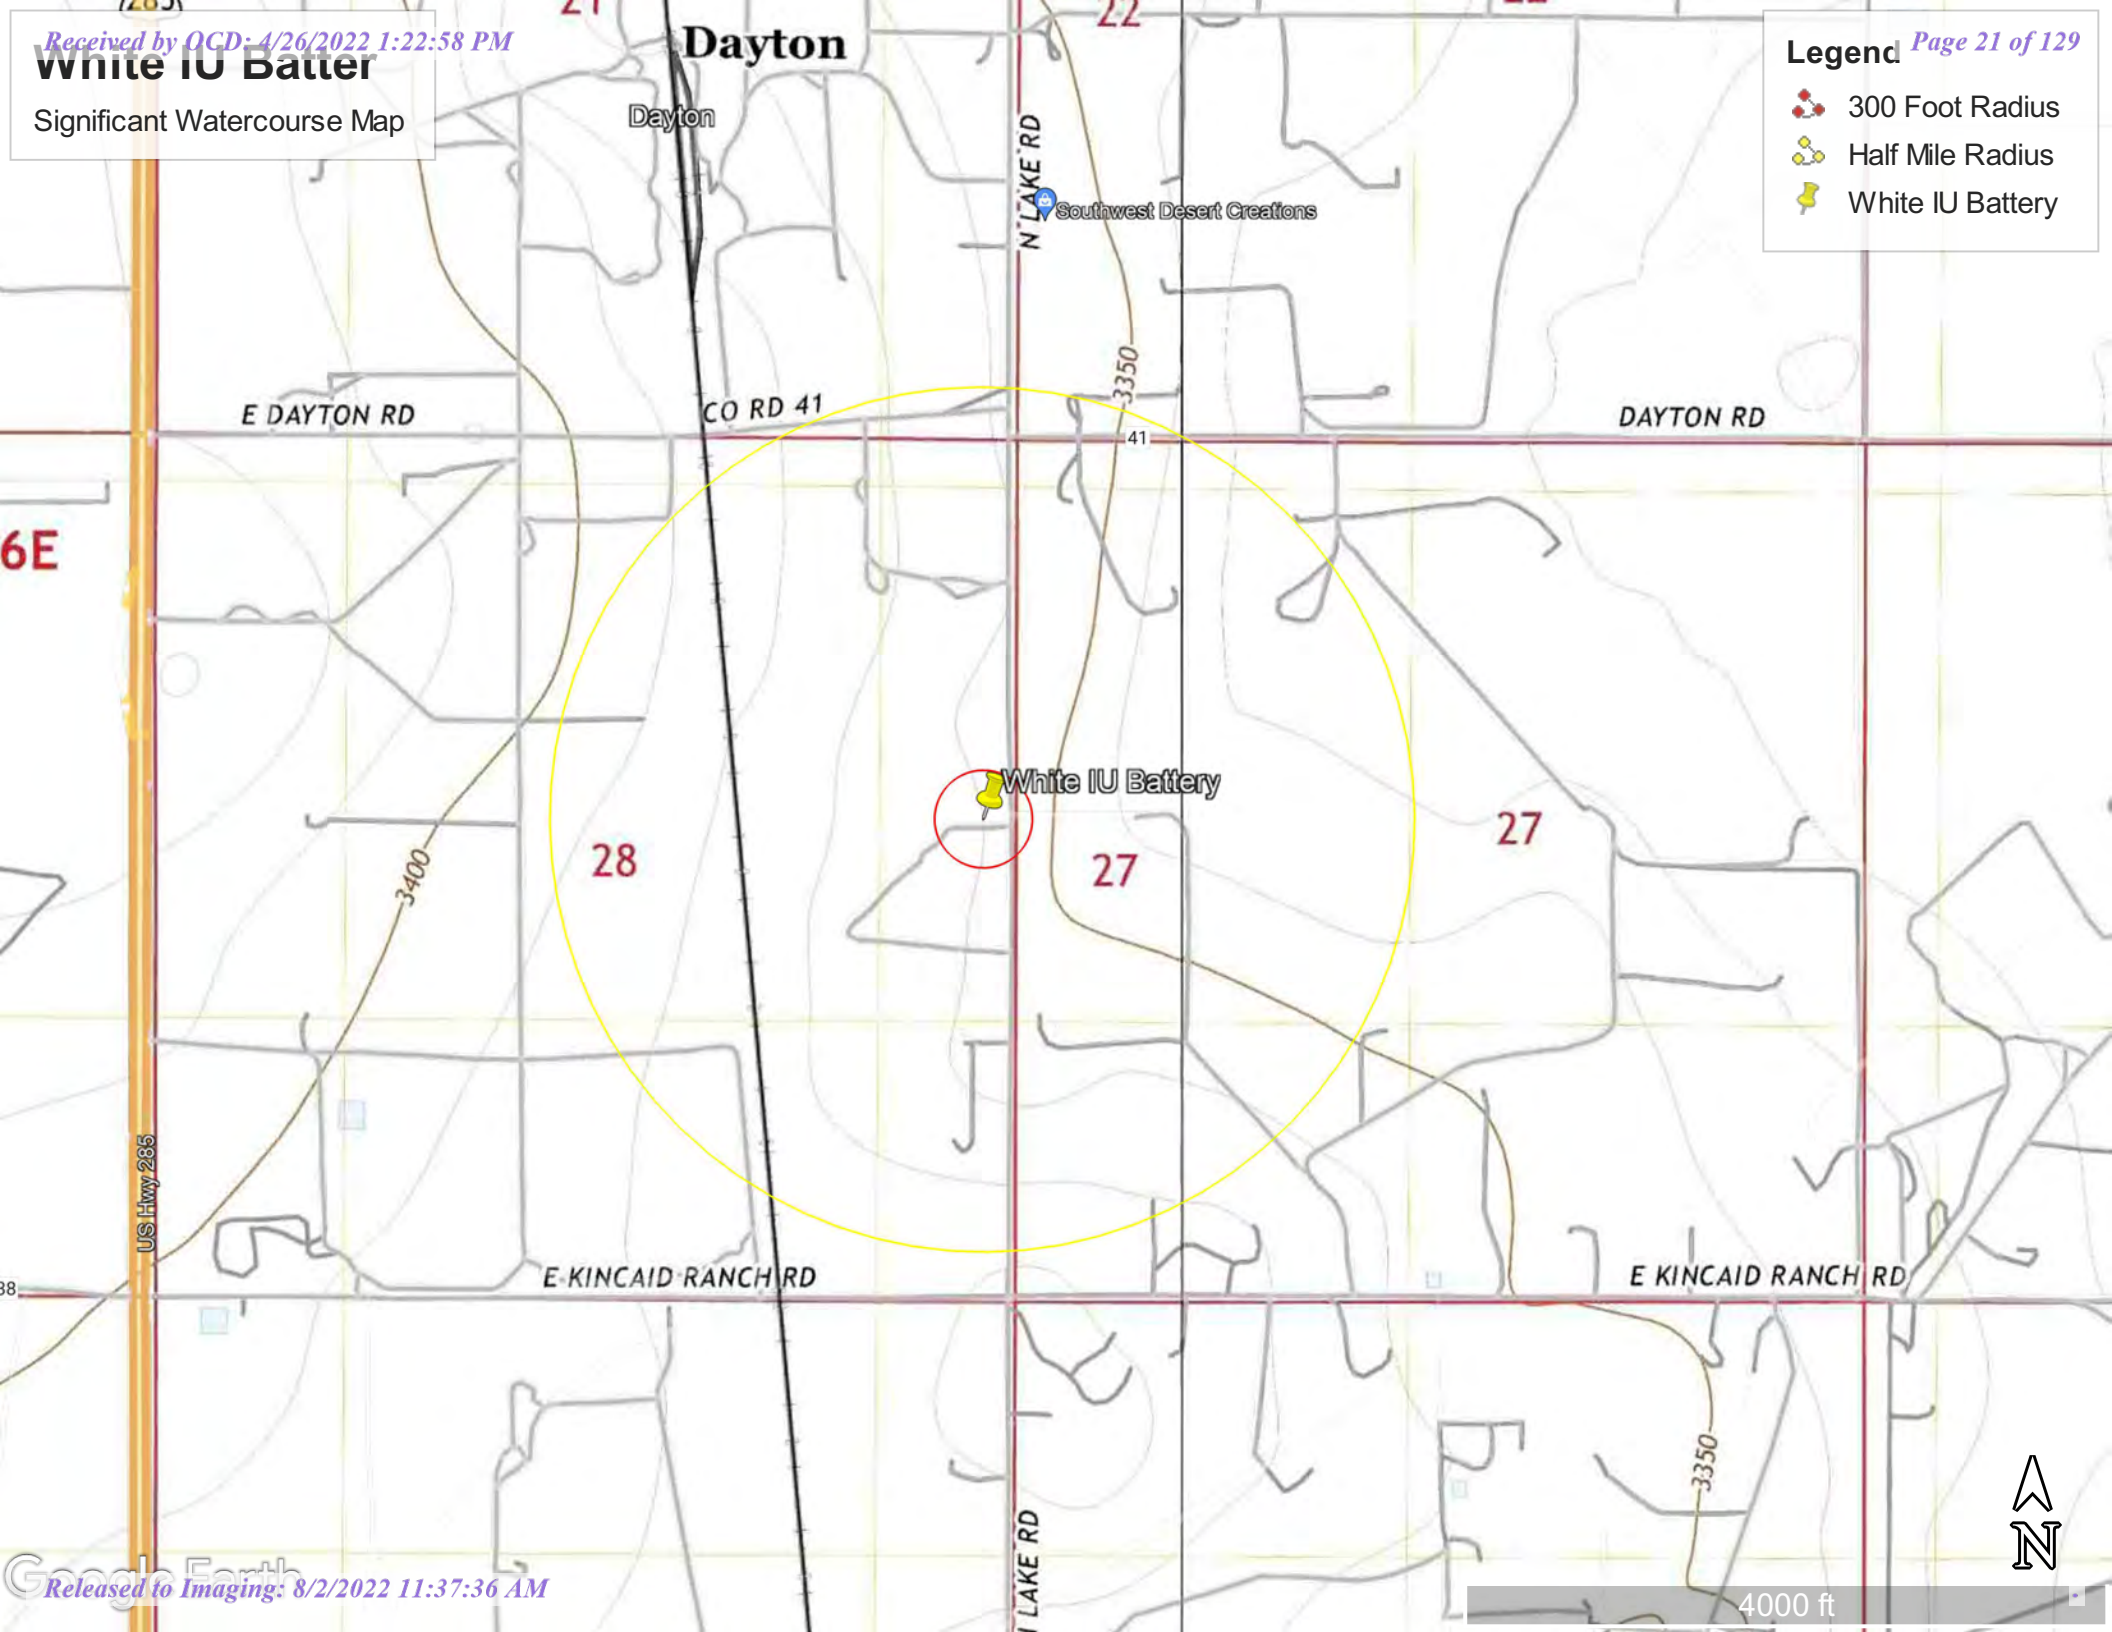 285
21
22
Received by OCD: 4/26/2022 1:22:58 PM
Page 21 of 129
White IU Batter
Significant Watercourse Map
Dayton
Dayton
Legend
300 Foot Radius
Half Mile Radius
White IU Battery
N LAKE RD
Southwest Desert Creations
3350
E DAYTON RD
CO RD 41
DAYTON RD
41
6E
White IU Battery
28
27
27
3400
US Hwy 285
E KINCAID RANCH RD
E KINCAID RANCH RD
38
3350
N LAKE RD
N
Google Earth
Released to Imaging: 8/2/2022 11:37:36 AM
4000 ft